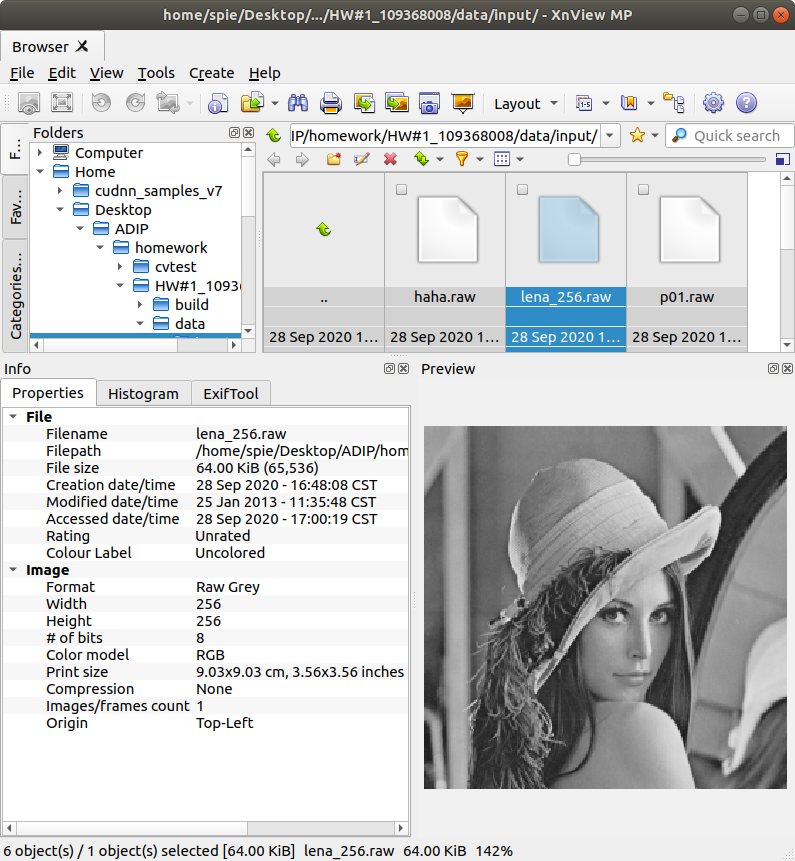 home/spie/Desktop/.../HW#1_109368008/data/input/ - XnView MP
Browser
File Edit View Tools Create Help
Layout
Folders
IP/homework/HW#1_109368008/data/input/
Quick search
F...
Fav...
Categories...
Computer
Home
cudnn_samples_v7
Desktop
ADIP
homework
cvtest
HW#1_1093
build
data
..
haha.raw
lena_256.raw
p01.raw
28 Sep 2020 1...
28 Sep 2020 1...
28 Sep 2020 1...
28 Sep 2020 1...
Info
Properties Histogram ExifTool
File
Filename lena_256.raw
Filepath /home/spie/Desktop/ADIP/hom
File size 64.00 KiB (65,536)
Creation date/time 28 Sep 2020 - 16:48:08 CST
Modified date/time 25 Jan 2013 - 11:35:48 CST
Accessed date/time 28 Sep 2020 - 17:00:19 CST
Rating Unrated
Colour Label Uncolored
Image
Format Raw Grey
Width 256
Height 256
# of bits 8
Color model RGB
Print size 9.03x9.03 cm, 3.56x3.56 inches
Compression None
Images/frames count 1
Origin Top-Left
Preview
6 object(s) / 1 object(s) selected [64.00 KiB] lena_256.raw 64.00 KiB 142%